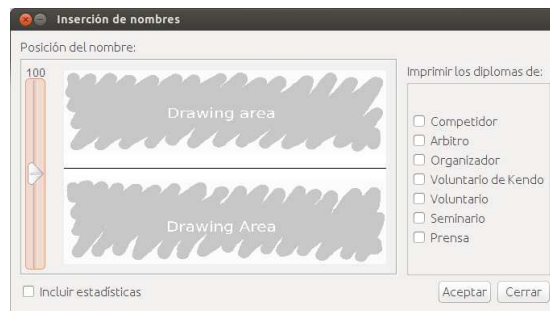 Inserción de nombres
Posición del nombre:
100
Drawing area
Drawing Area
Imprimir los diplomas de:
Competidor
Arbitro
Organizador
Voluntario de Kendo
Voluntario
Seminario
Prensa
Incluir estadísticas
Aceptar
Cerrar